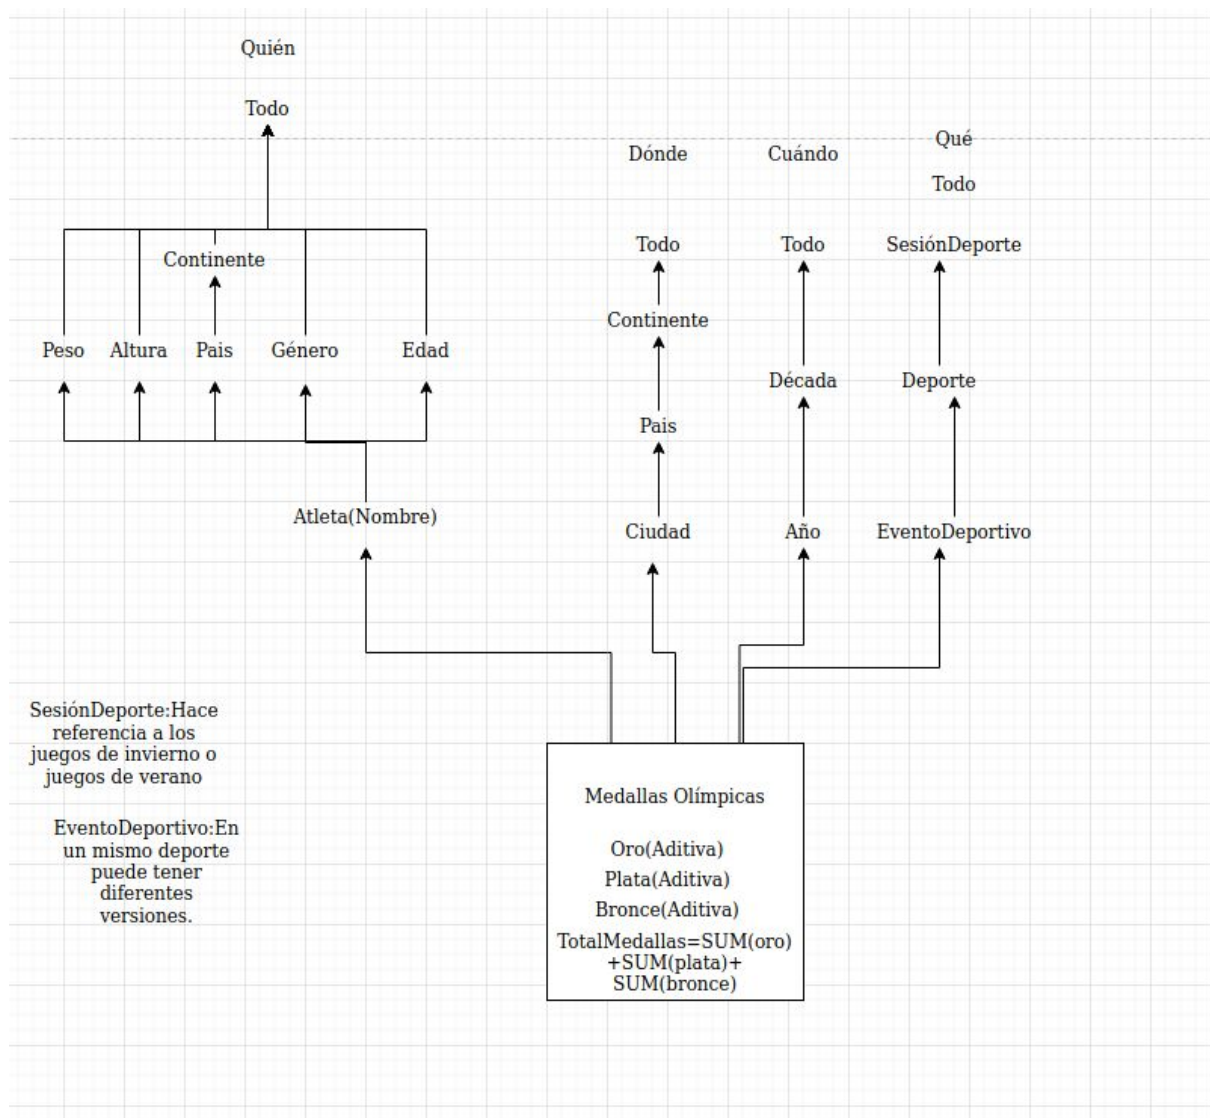 Quién
Todo
Dónde
Cuándo
Qué
Todo
Todo
Todo
SesiónDeporte
Continente
Continente
Peso
Altura
Pais
Género
Edad
Década
Deporte
Pais
Atleta(Nombre)
Ciudad
Año
EventoDeportivo
SesiónDeporte:Hace
referencia a los
juegos de invierno o
juegos de verano
EventoDeportivo:En
un mismo deporte
puede tener
diferentes
versiones.
Medallas Olímpicas
Oro(Aditiva)
Plata(Aditiva)
Bronce(Aditiva)
TotalMedallas=SUM(oro)
+SUM(plata)+
SUM(bronce)